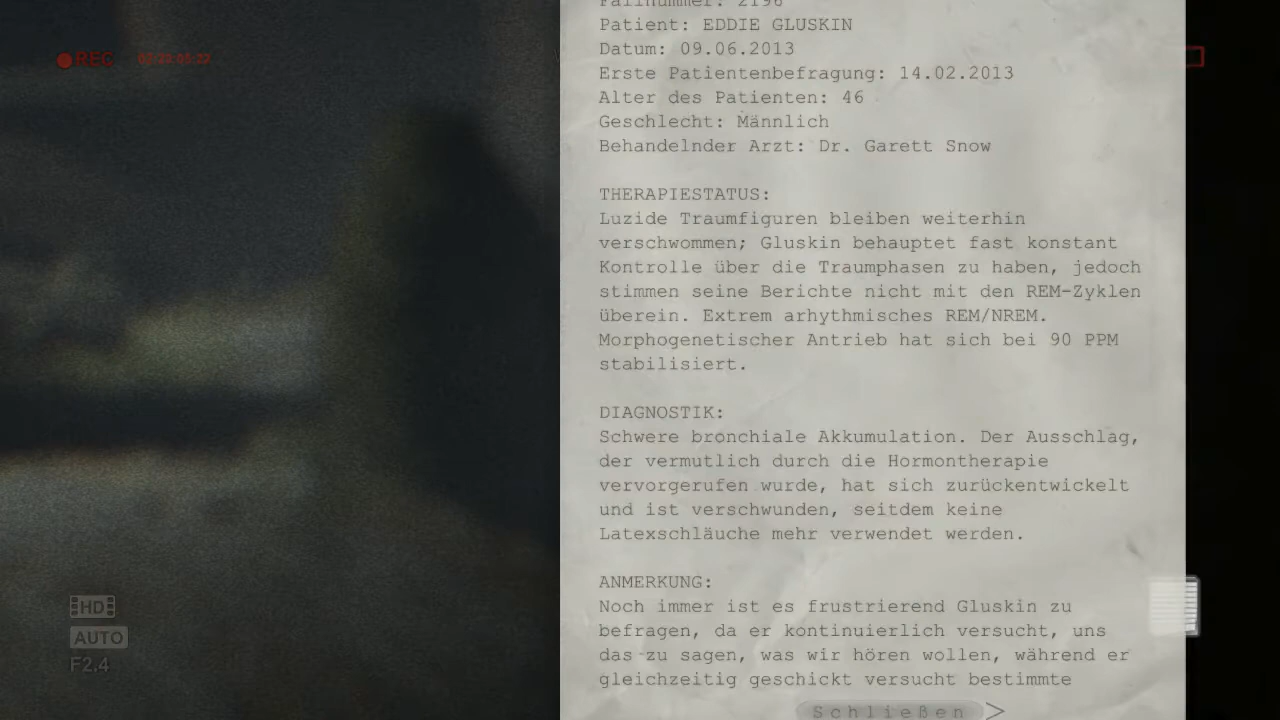 Fallnummer: 2196
Patient: EDDIE GLUSKIN
Datum: 09.06.2013
Erste Patientenbefragung: 14.02.2013
Alter des Patienten: 46
Geschlecht: Männlich
Behandelnder Arzt: Dr. Garett Snow
THERAPIESTATUS:
Luzide Traumfiguren bleiben weiterhin
verschwommen; Gluskin behauptet fast konstant
Kontrolle über die Traumphasen zu haben, jedoch
stimmen seine Berichte nicht mit den REM-Zyklen
überein. Extrem arhythmisches REM/NREM.
Morphogenetischer Antrieb hat sich bei 90 PPM
stabilisiert.
DIAGNOSTIK:
Schwere bronchiale Akkumulation. Der Ausschlag,
der vermutlich durch die Hormontherapie
vervorgerufen wurde, hat sich zurückentwickelt
und ist verschwunden, seitdem keine
Latexschläuche mehr verwendet werden.
ANMERKUNG:
Noch immer ist es frustrierend Gluskin zu
befragen, da er kontinuierlich versucht, uns
das zu sagen, was wir hören wollen, während er
gleichzeitig geschickt versucht bestimmte
Schließen >
REC
HD
AUTO
F2.4